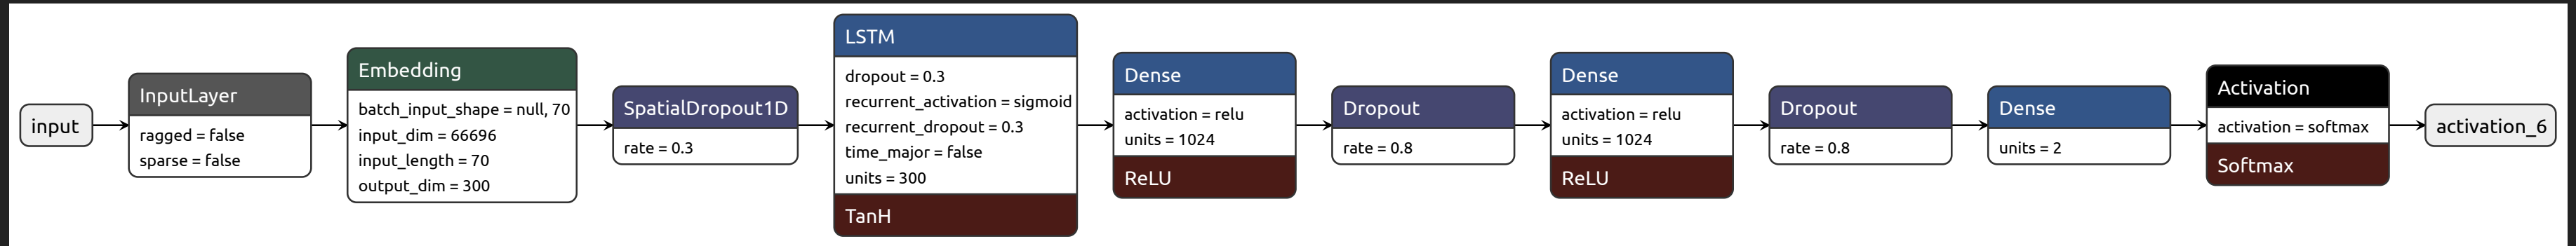 input
InputLayer
ragged = false
sparse = false
Embedding
batch_input_shape = null, 70
input_dim = 66696
input_length = 70
output_dim = 300
SpatialDropout1D
rate = 0.3
LSTM
dropout = 0.3
recurrent_activation = sigmoid
recurrent_dropout = 0.3
time_major = false
units = 300
TanH
Dense
activation = relu
units = 1024
ReLU
Dropout
rate = 0.8
Dense
activation = relu
units = 1024
ReLU
Dropout
rate = 0.8
Dense
units = 2
Activation
activation = softmax
Softmax
activation_6